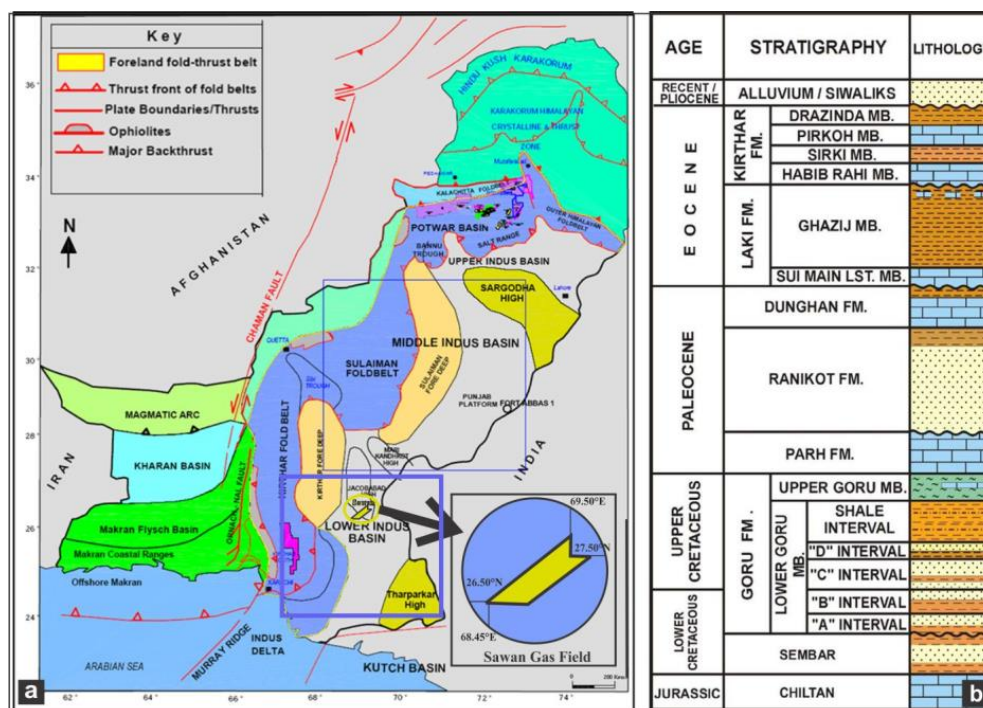 Key
Foreland fold-thrust belt
Thrust front of fold belts
Plate Boundaries/Thrusts
Ophiolites
Major Backthrust
N
36
34
32
30
28
26
24
62
64
66
68
70
72
74
HINDU KUSH KARAKORUM
KARAKORUM HIMALAYAN
CRYSTALLINE & THRUST
ZONE
KALACHITTA FOLDBELT
POTWAR BASIN
OUTER HIMALAYAN
FOLDBELT
SALT RANGE
BANNU
TROUGH
UPPER INDUS BASIN
SARGODHA
HIGH
Lahore
AFGHANISTAN
CHAMAN FAULT
QUETTA
MIDDLE INDUS BASIN
SULAIMAN
FOLDBELT
SULAIMAN
FORE DEEP
TROUGH
PUNJAB
PLATFORM
FORT ABBAS 1
MAGMATIC ARC
KHARAN BASIN
IRAN
INDIA
KIRTHAR FOLD BELT
KIRTHAR FORE DEEP
MARI
KANDHKOT HIGH
JACOBABAD
LOWER INDUS
BASIN
Makran Flysch Basin
Makran Coastal Ranges
Offshore Makran
Tharparkar
High
MURRAY RIDGE
INDUS
DELTA
ARABIAN SEA
KUTCH BASIN
69.50°E
27.50°N
26.50°N
68.45°E
Sawan Gas Field
200 Km
a
AGE
STRATIGRAPHY
LITHOLOG
RECENT /
PLIOCENE
ALLUVIUM / SIWALIKS
EOCENE
KIRTHAR
FM.
DRAZINDA MB.
PIRKOH MB.
SIRKI MB.
HABIB RAHI MB.
LAKI FM.
GHAZIJ MB.
SUI MAIN LST. MB.
PALEOCENE
DUNGHAN FM.
RANIKOT FM.
PARH FM.
UPPER
CRETACEOUS
GORU FM.
UPPER GORU MB.
LOWER GORU
MB.
SHALE
INTERVAL
"D" INTERVAL
"C" INTERVAL
LOWER
CRETACEOUS
"B" INTERVAL
"A" INTERVAL
SEMBAR
JURASSIC
CHILTAN
b